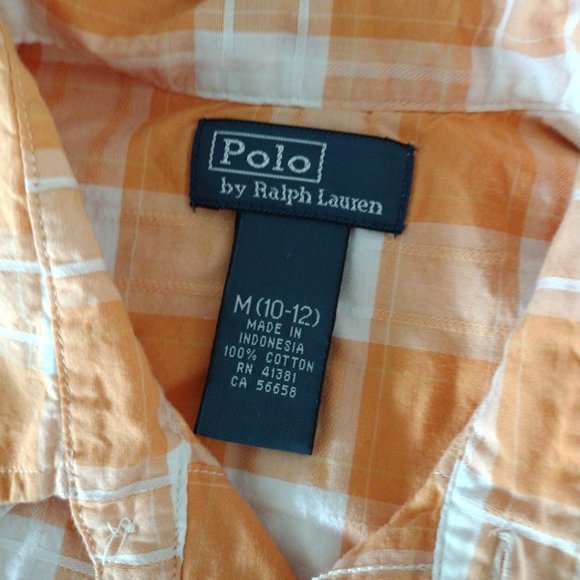 Polo
by Ralph Lauren
M (10-12)
MADE IN
INDONESIA
100% COTTON
RN 41381
CA 56658